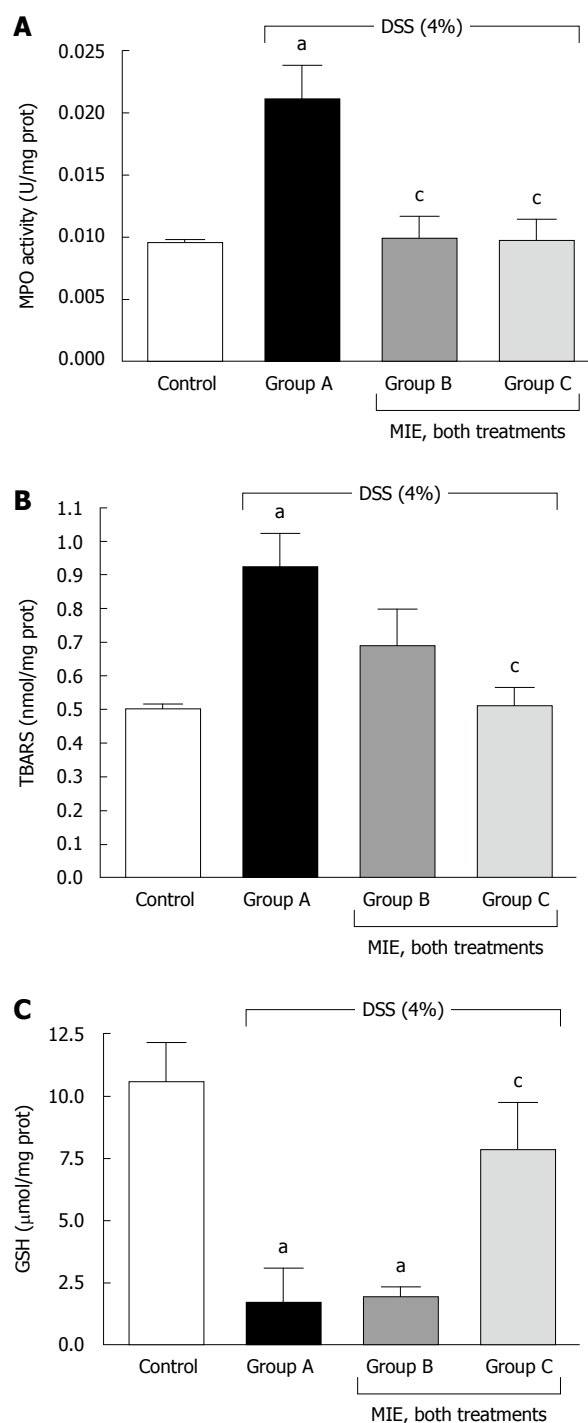 A
DSS (4%)
a
c
c
MPO activity (U/mg prot)
0.025
0.020
0.015
0.010
0.005
0.000
Control
Group A
Group B
Group C
MIE, both treatments
B
DSS (4%)
a
c
TBARS (nmol/mg prot)
1.1
1.0
0.9
0.8
0.7
0.6
0.5
0.4
0.3
0.2
0.1
0.0
Control
Group A
Group B
Group C
MIE, both treatments
C
DSS (4%)
a
a
c
GSH (μmol/mg prot)
12.5
10.0
7.5
5.0
2.5
0.0
Control
Group A
Group B
Group C
MIE, both treatments